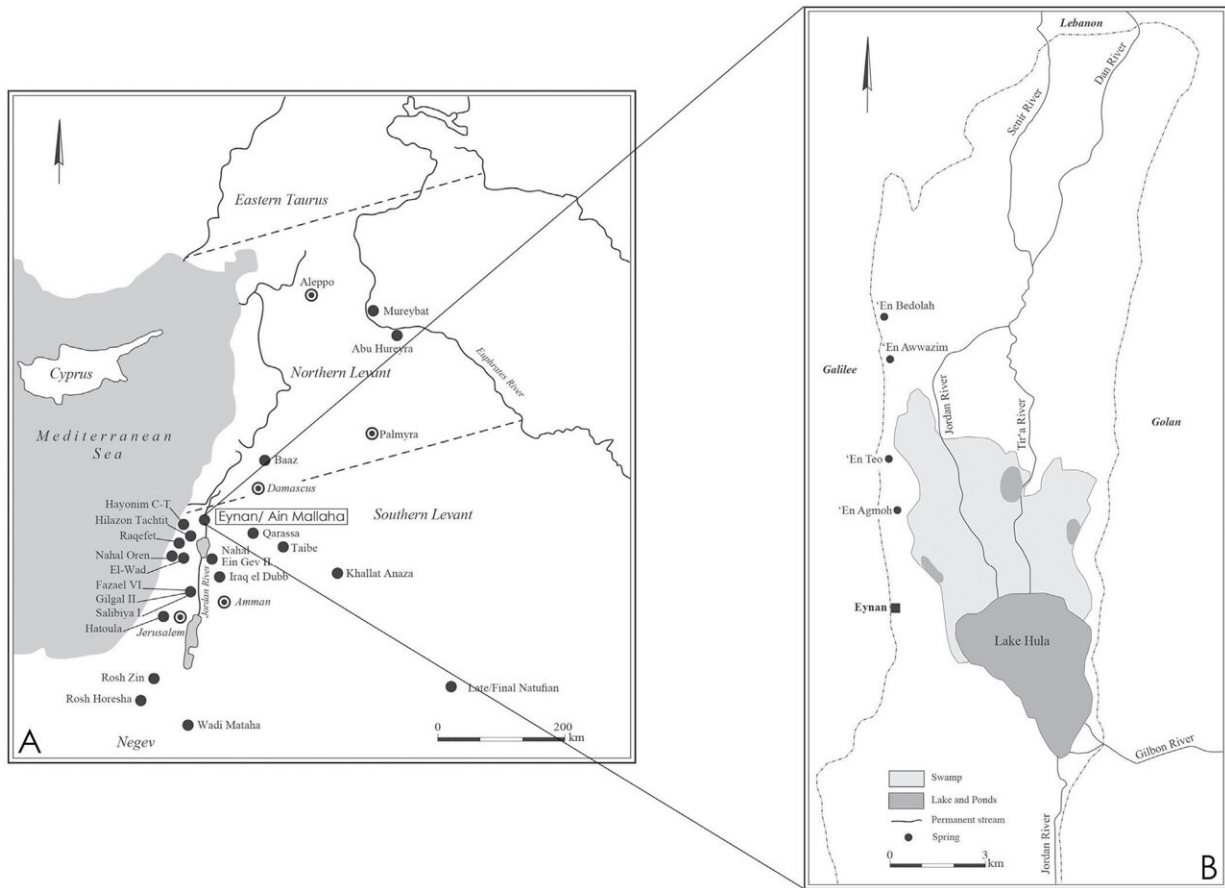 Eastern Taurus
Aleppo
Mureybat
Abu Hureyra
Cyprus
Northern Levant
Euphrates River
Mediterranean
Sea
Palmyra
Baaz
Damascus
Hayonim C-T
Eynan/ Ain Mallaha
Southern Levant
Hilazon Tachtit
Raqefet
Qarassa
Nahal Oren
Nahal
Ein Gev II
Taibe
El-Wad
Iraq el Dubb
Khallat Anaza
Fazael VI
Gilgal II
Jordan River
Amman
Salibiya I
Hatoula
Jerusalem
Rosh Zin
Late/Final Natufian
Rosh Horesha
Wadi Mataha
0 200
km
Negev
A
Lebanon
Senir River
Dan River
'En Bedolah
'En Awwazim
Galilee
Jordan River
Tir'a River
Golan
'En Teo
'En Agmoh
Eynan
Lake Hula
Gilbon River
Swamp
Lake and Ponds
Permanent stream
Spring
Jordan River
0 3
km
B